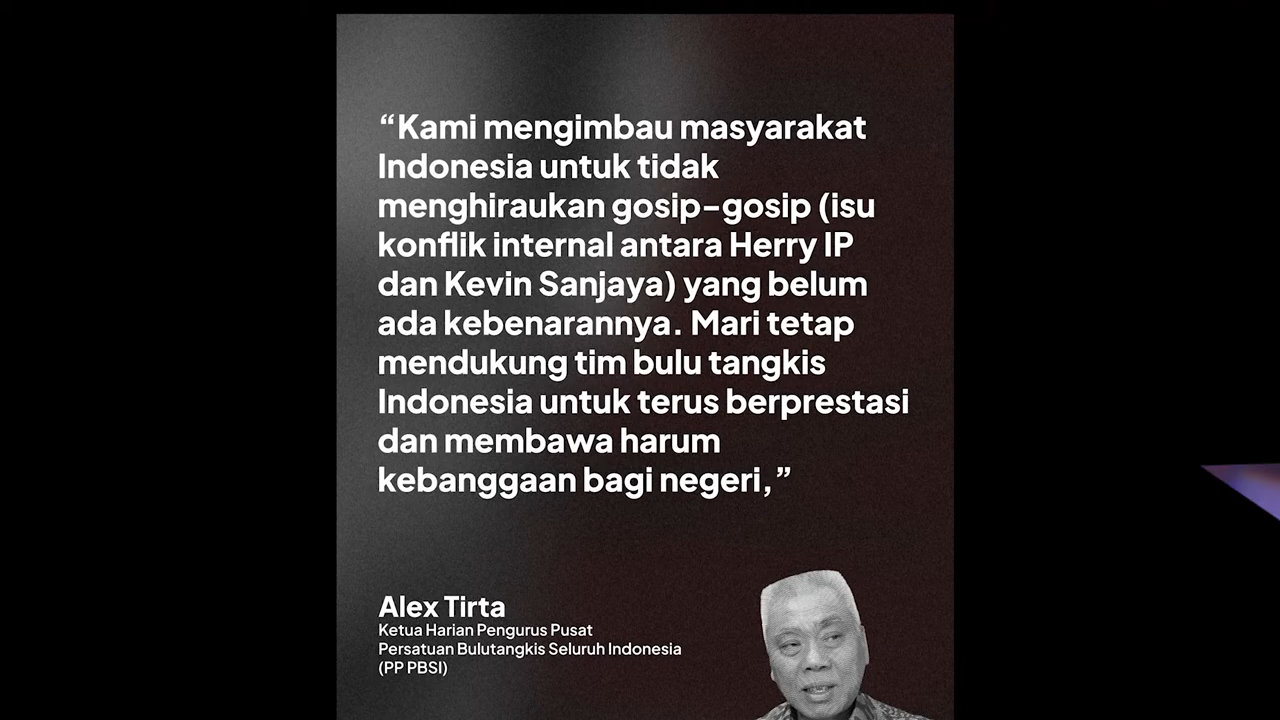 “Kami mengimbau masyarakat
Indonesia untuk tidak
menghiraukan gosip-gosip (isu
konflik internal antara Herry IP
dan Kevin Sanjaya) yang belum
ada kebenarannya. Mari tetap
mendukung tim bulu tangkis
Indonesia untuk terus berprestasi
dan membawa harum
kebanggaan bagi negeri,”
Alex Tirta
Ketua Harian Pengurus Pusat
Persatuan Bulutangkis Seluruh Indonesia
(PP PBSI)